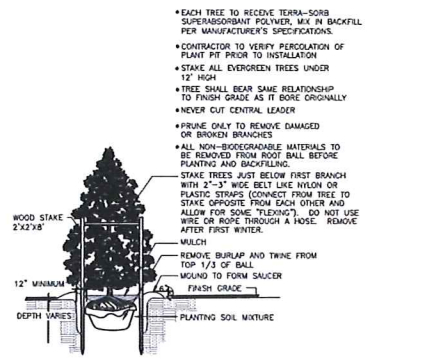 • EACH TREE TO RECEIVE TERRA-SORB
SUPERABSORBANT POLYMER, MIX IN BACKFILL
PER MANUFACTURER'S SPECIFICATIONS.
• CONTRACTOR TO VERIFY PERCOLATION OF
PLANT PIT PRIOR TO INSTALLATION
• STAKE ALL EVERGREEN TREES UNDER
12' HIGH
• TREE SHALL BEAR SAME RELATIONSHIP
TO FINISH GRADE AS IT BORE ORIGINALLY
• NEVER CUT CENTRAL LEADER
• PRUNE ONLY TO REMOVE DAMAGED
OR BROKEN BRANCHES
• ALL NON-BIODEGRADABLE MATERIALS TO
BE REMOVED FROM ROOT BALL BEFORE
PLANTING AND BACKFILLING.
STAKE TREES JUST BELOW FIRST BRANCH
WITH 2"-3" WIDE BELT LIKE NYLON OR
PLASTIC STRAPS (CONNECT FROM TREE TO
STAKE OPPOSITE FROM EACH OTHER AND
ALLOW FOR SOME "FLEXING"). DO NOT USE
WIRE OR ROPE THROUGH A HOSE. REMOVE
AFTER FIRST WINTER.
WOOD STAKE
2"X2"X8'
MULCH
REMOVE BURLAP AND TWINE FROM
TOP 1/3 OF BALL
MOUND TO FORM SAUCER
12" MINIMUM
6"
FINISH GRADE
DEPTH VARIES
PLANTING SOIL MIXTURE